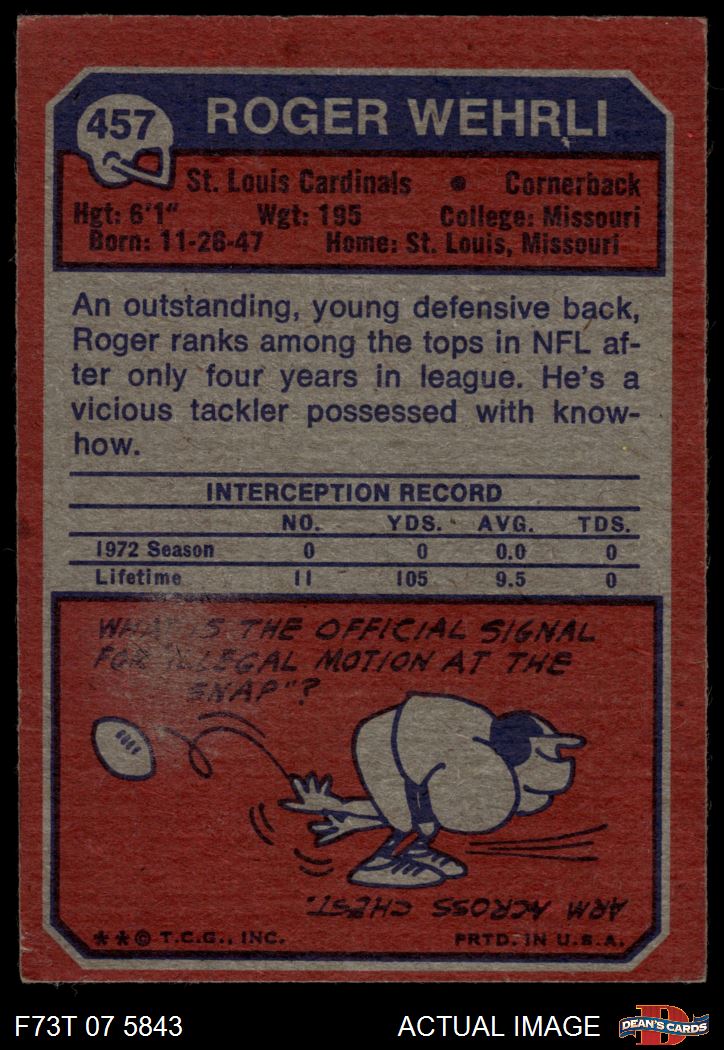 457
ROGER WEHRLI
St. Louis Cardinals • Cornerback
Hgt: 6'1" Wgt: 195 College: Missouri
Born: 11-26-47 Home: St. Louis, Missouri
An outstanding, young defensive back,
Roger ranks among the tops in NFL af-
ter only four years in league. He's a
vicious tackler possessed with know-
how.
INTERCEPTION RECORD
NO. YDS. AVG. TDS.
1972 Season 0 0 0.0 0
Lifetime 11 105 9.5 0
WHAT IS THE OFFICIAL SIGNAL
FOR "ILLEGAL MOTION AT THE
SNAP"?
ARM ACROSS CHEST.
**© T.C.G., INC. PRTD. IN U.S.A.
F73T 07 5843 ACTUAL IMAGE
D
DEAN'S CARDS